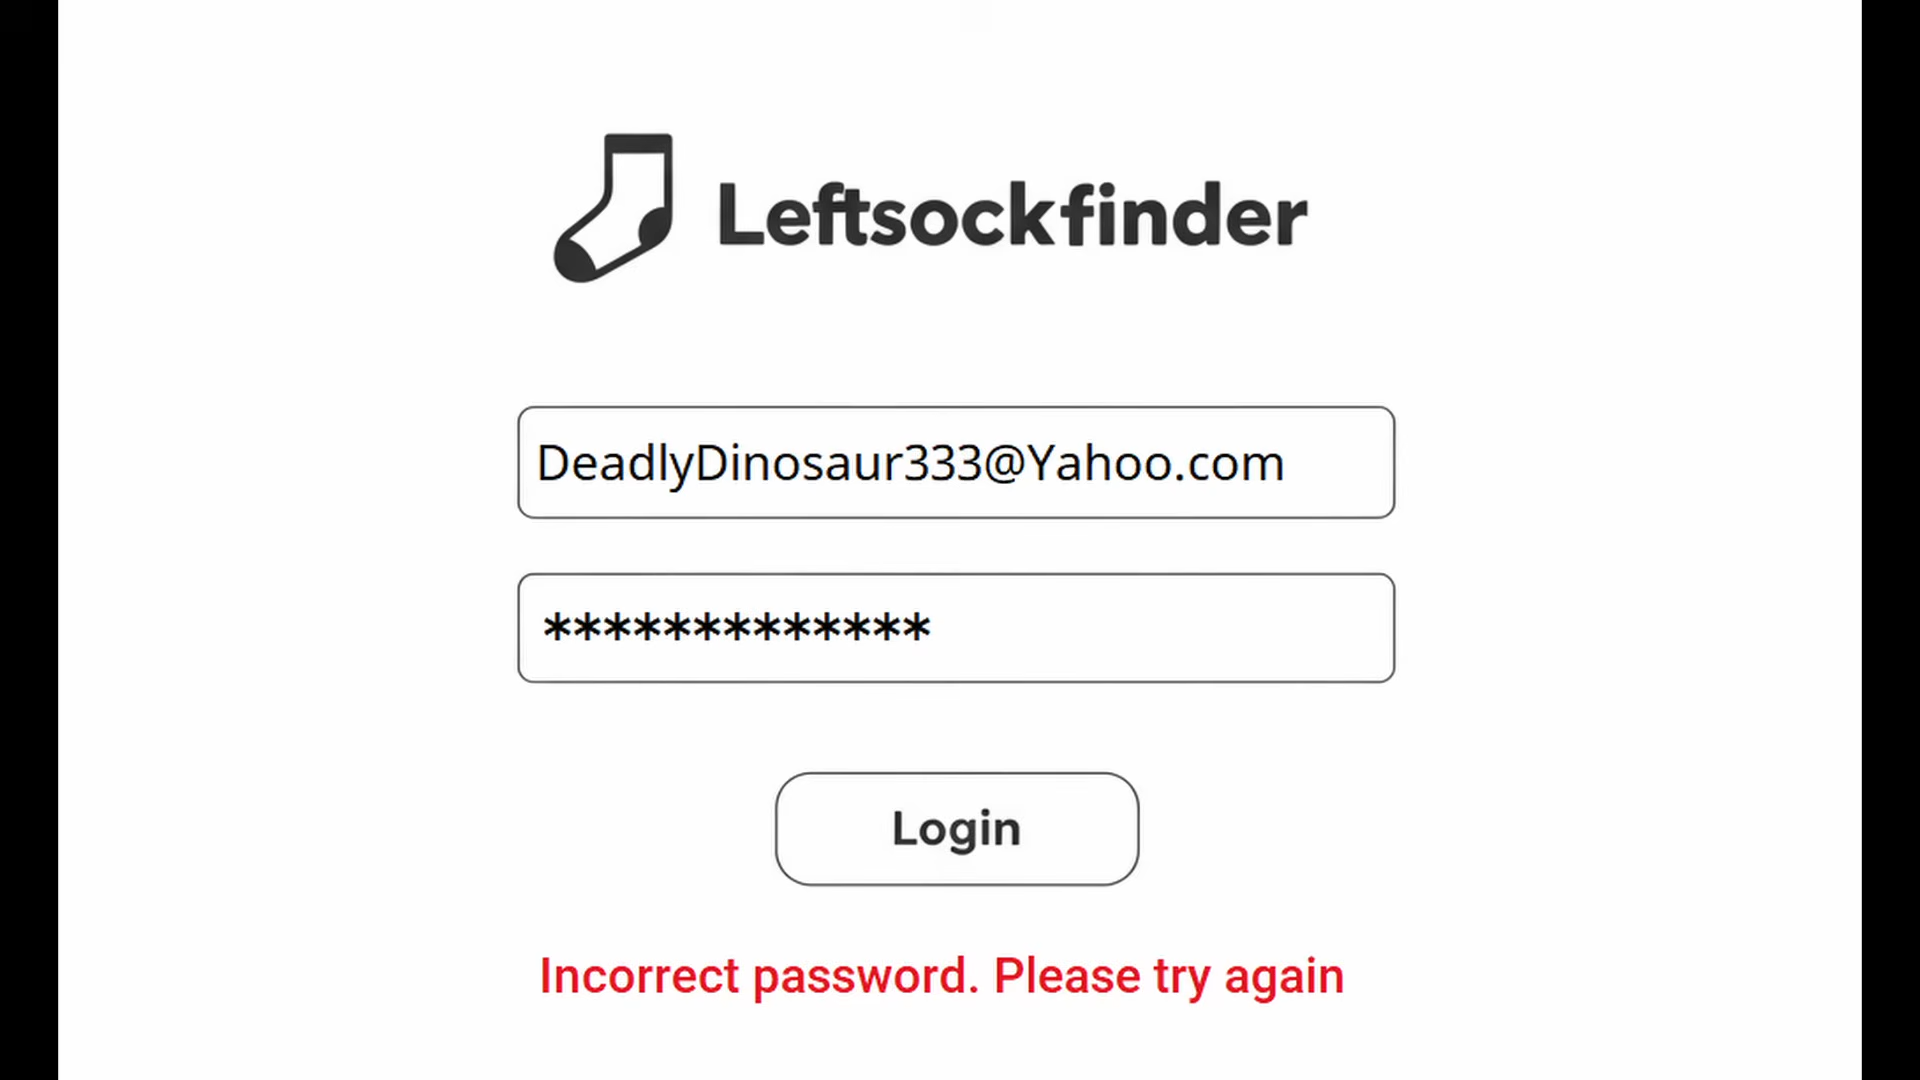 Leftsockfinder
DeadlyDinosaur333@Yahoo.com
*************
Login
Incorrect password. Please try again